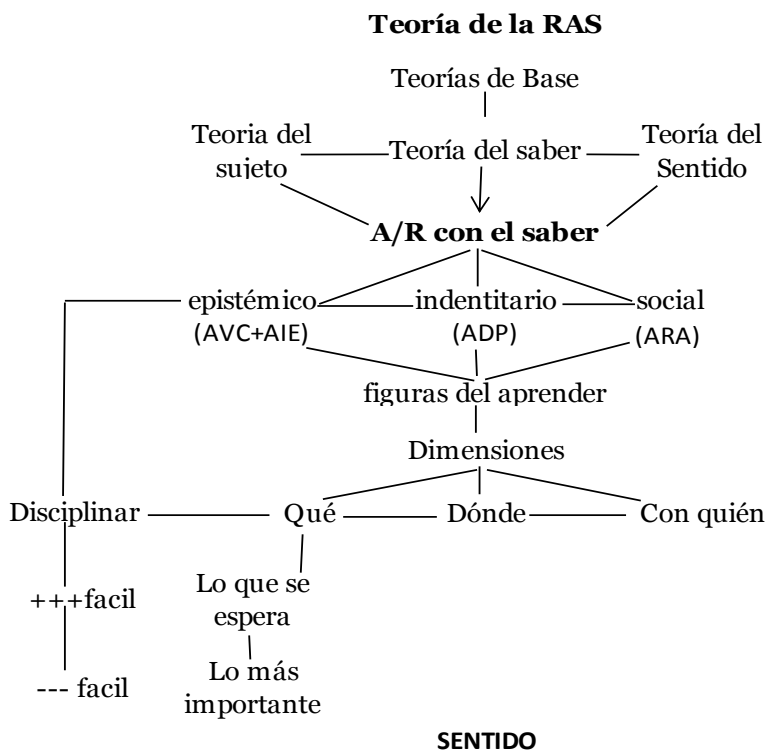 Teoría de la RAS
Teorías de Base
Teoria del
sujeto
Teoría del saber
Teoría del
Sentido
A/R con el saber
epistémico
(AVC+AIE)
indentitario
(ADP)
social
(ARA)
figuras del aprender
Dimensiones
Disciplinar
Qué
Dónde
Con quién
+++facil
--- facil
Lo que se
espera
Lo más
importante
SENTIDO